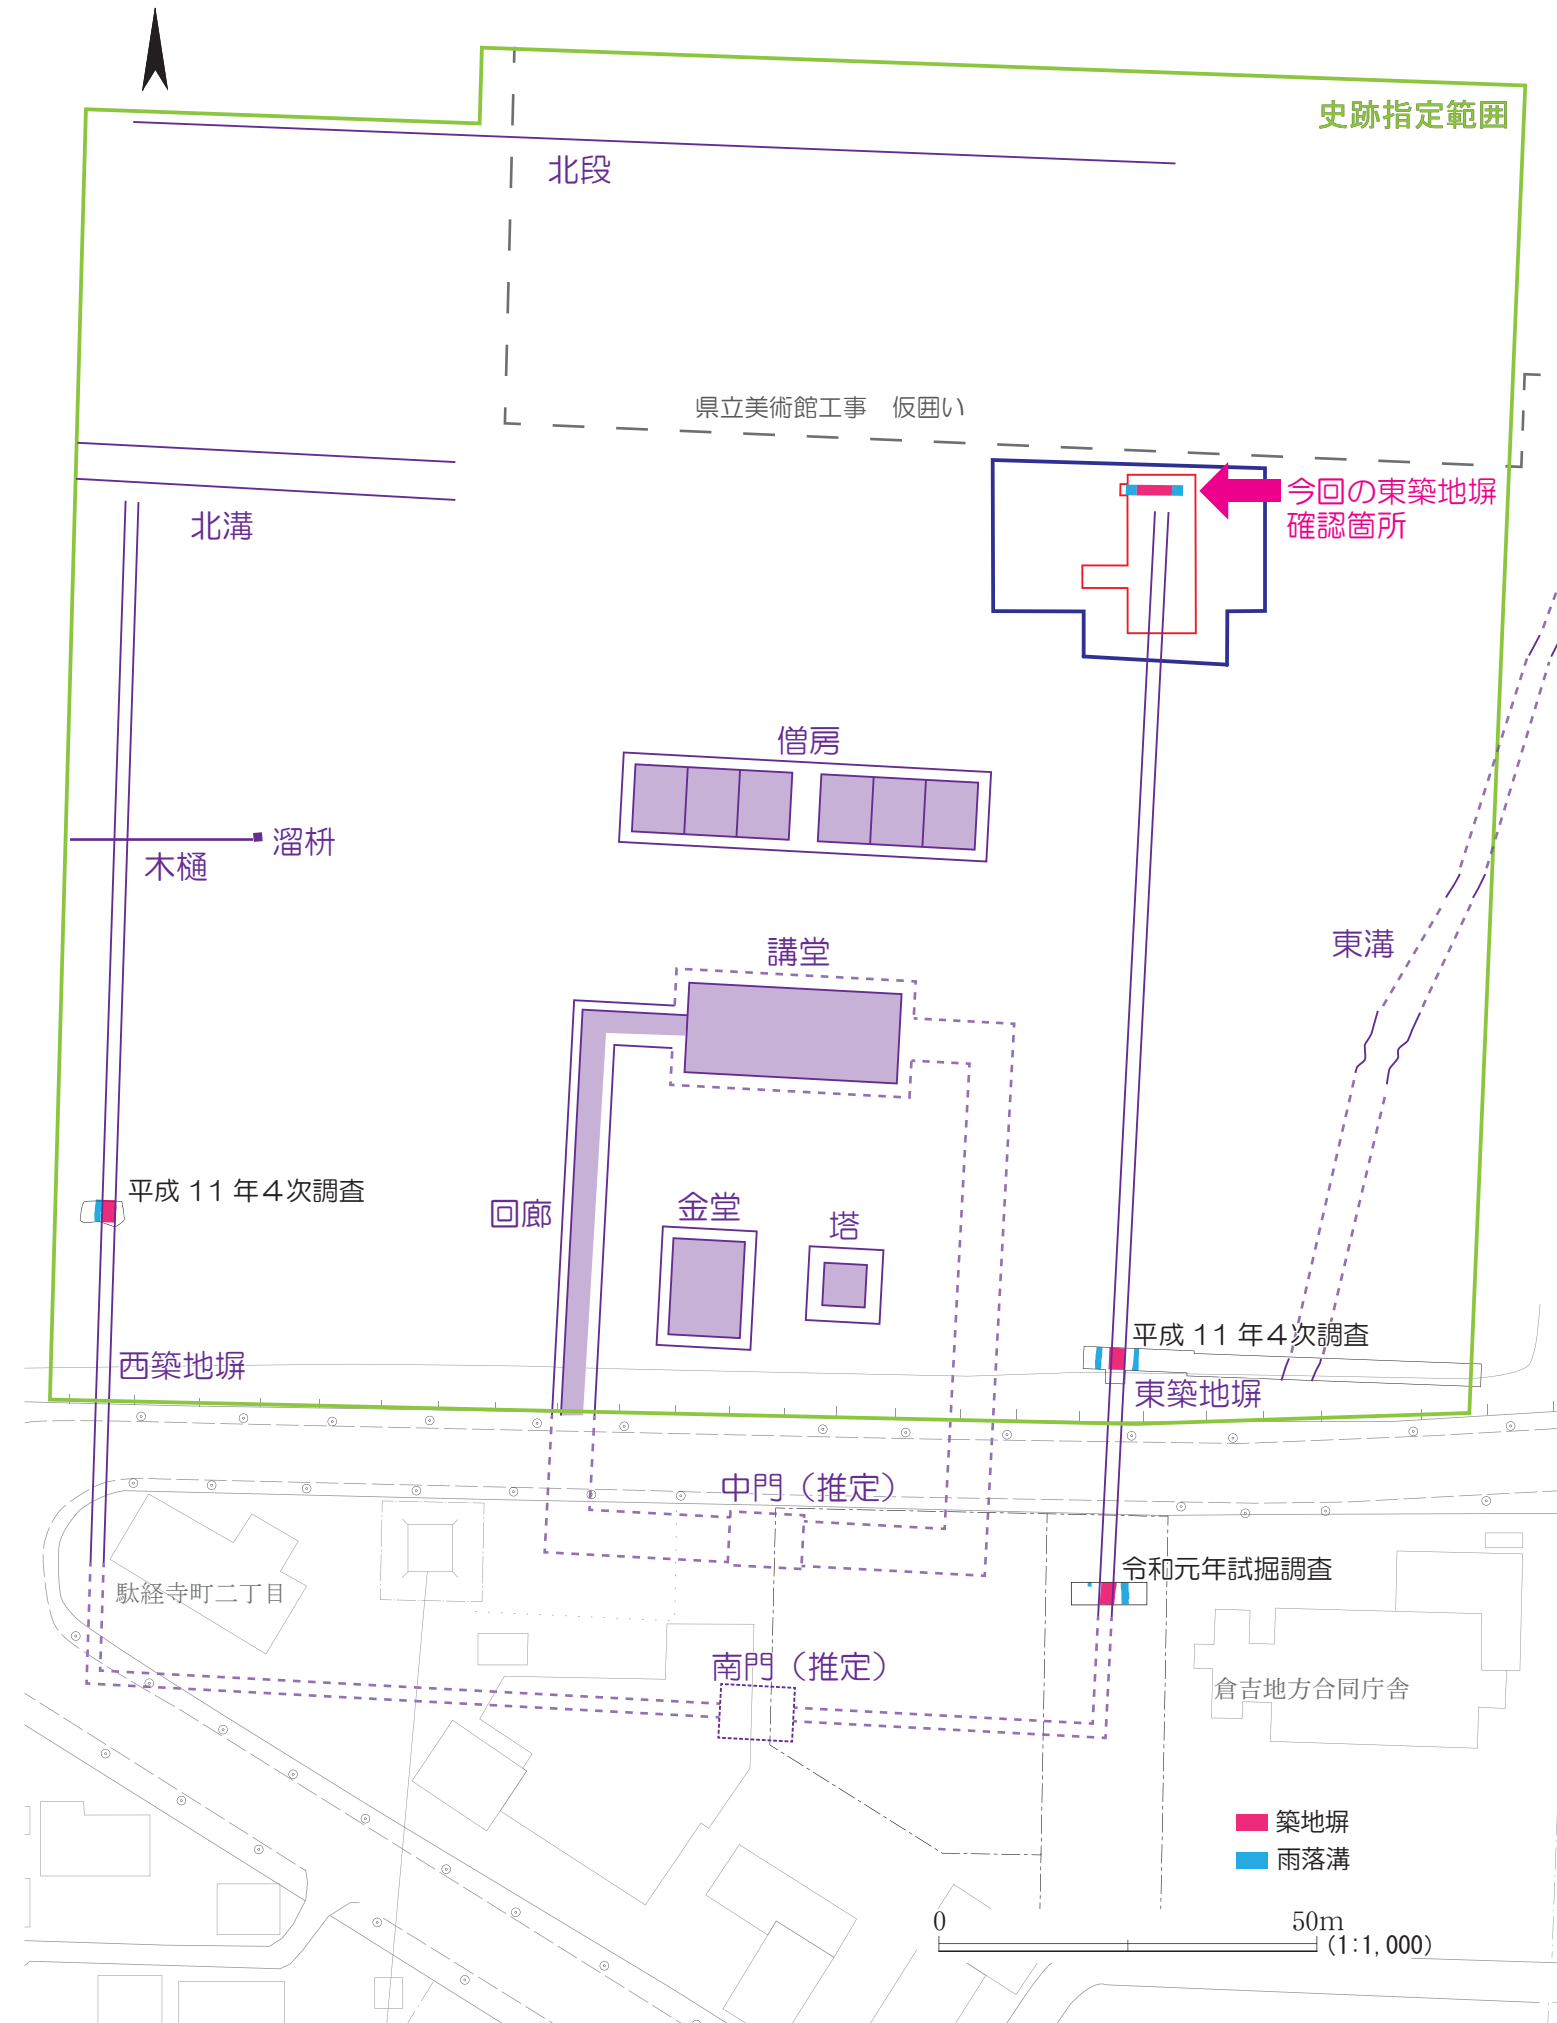 史跡指定範囲
北段
県立美術館工事　仮囲い
今回の東築地塀
確認箇所
北溝
僧房
溜枡
木樋
東溝
講堂
平成 11 年４次調査
回廊
金堂
塔
平成 11 年４次調査
西築地塀
東築地塀
中門（推定）
令和元年試掘調査
駄経寺町二丁目
南門（推定）
倉吉地方合同庁舎
築地塀
雨落溝
0
50m
(1:1,000)